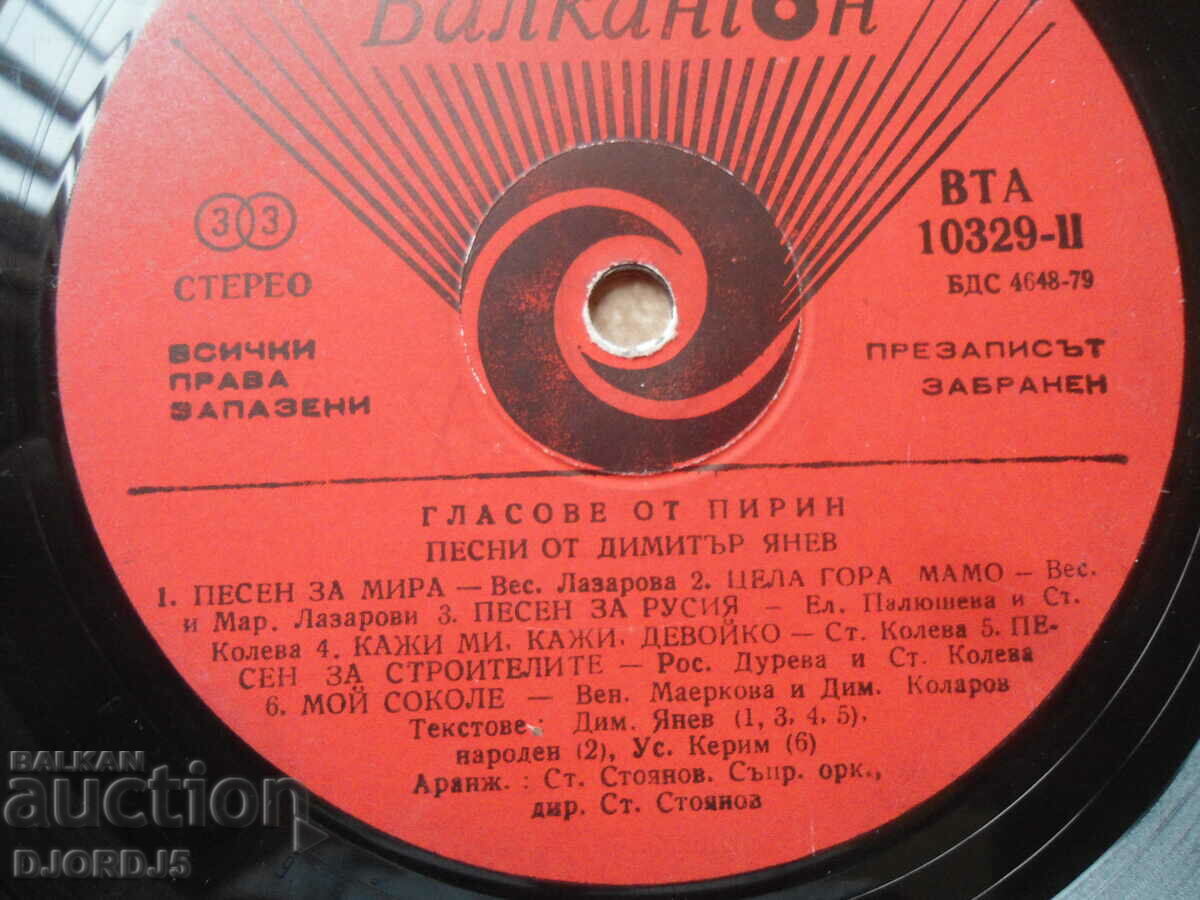 Балкантон
33
СТЕРЕО
ВСИЧКИ
ПРАВА
ЗАПАЗЕНИ
ВТА
10329-II
БДС 4648-79
ПРЕЗАПИСЪТ
ЗАБРАНЕН
ГЛАСОВЕ ОТ ПИРИН
ПЕСНИ ОТ ДИМИТЪР ЯНЕВ
1. ПЕСЕН ЗА МИРА — Вес. Лазарова 2. ЦЕЛА ГОРА МАМО — Вес.
и Мар. Лазарови 3. ПЕСЕН ЗА РУСИЯ — Ел. Палюшева и Ст.
Колева 4. КАЖИ МИ, КАЖИ, ДЕВОЙКО — Ст. Колева 5. ПЕ-
СЕН ЗА СТРОИТЕЛИТЕ — Рос. Дурева и Ст. Колева
6. МОЙ СОКОЛЕ — Вен. Маеркова и Дим. Коларов
Текстове: Дим. Янев (1, 3, 4, 5),
народен (2), Ус. Керим (6)
Аранж.: Ст. Стоянов. Съпр. орк.,
дир. Ст. Стоянов
BALKAN
auction
DJORDJ5